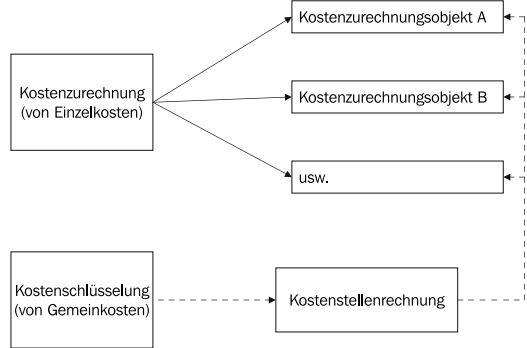 Kostenzurechnungsobjekt A
Kostenzurechnung
(von Einzelkosten)
Kostenzurechnungsobjekt B
usw.
Kostenschlüsselung
(von Gemeinkosten)
Kostenstellenrechnung